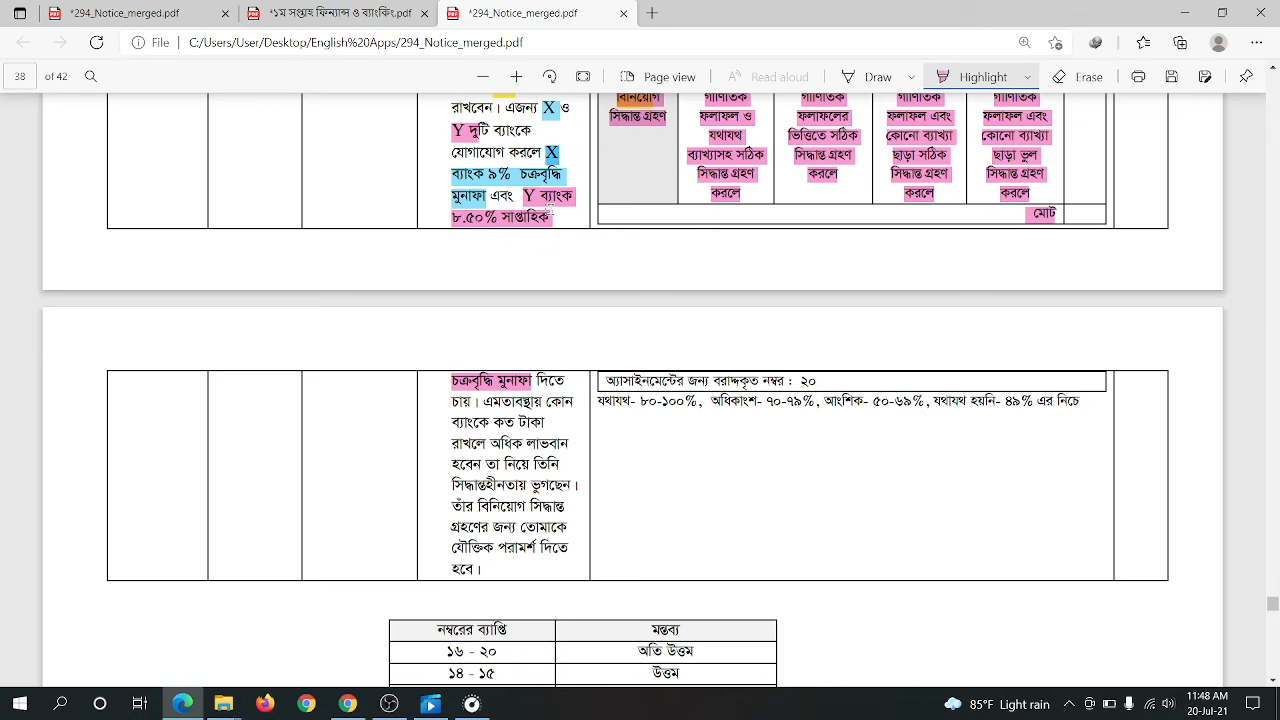 *294_Notice_merged.pdf
*১ম সপ্তাহ ফিন্যান্স ও ব্যাংকিং.pdf
*294_Notice_merged.pdf
File
C:/Users/User/Desktop/English%20Apps/294_Notice_merged.pdf
38 of 42
Page view
Read aloud
Draw
Highlight
Erase
রাখবেন। এজন্য X ও
Y দুটি ব্যাংকে
যোগাযোগ করলে X
ব্যাংক ৯% চক্রবৃদ্ধি
মুনাফা এবং Y ব্যাংক
৮.৫০% সাপ্তাহিক
বিনিয়োগ
সিদ্ধান্ত গ্রহণ
গাণিতিক
ফলাফল ও
যথাযথ
ব্যাখ্যাসহ সঠিক
সিদ্ধান্ত গ্রহণ
করলে
গাণিতিক
ফলাফলের
ভিত্তিতে সঠিক
সিদ্ধান্ত গ্রহণ
করলে
গাণিতিক
ফলাফল এবং
কোনো ব্যাখ্যা
ছাড়া সঠিক
সিদ্ধান্ত গ্রহণ
করলে
গাণিতিক
ফলাফল এবং
কোনো ব্যাখ্যা
ছাড়া ভুল
সিদ্ধান্ত গ্রহণ
করলে
মোট
চক্রবৃদ্ধি মুনাফা দিতে
চায়। এমতাবস্থায় কোন
ব্যাংকে কত টাকা
রাখলে অধিক লাভবান
হবেন তা নিয়ে তিনি
সিদ্ধান্তহীনতায় ভুগছেন।
তাঁর বিনিয়োগ সিদ্ধান্ত
গ্রহণের জন্য তোমাকে
যৌক্তিক পরামর্শ দিতে
হবে।
অ্যাসাইনমেন্টের জন্য বরাদ্দকৃত নম্বর : ২০
যথাযথ- ৮০-১০০%, অধিকাংশ- ৭০-৭৯%, আংশিক- ৫০-৬৯%, যথাযথ হয়নি- ৪৯% এর নিচে
নম্বরের ব্যাপ্তি মন্তব্য
১৬ - ২০ অতি উত্তম
১৪ - ১৫ উত্তম
85°F Light rain
11:48 AM
20-Jul-21